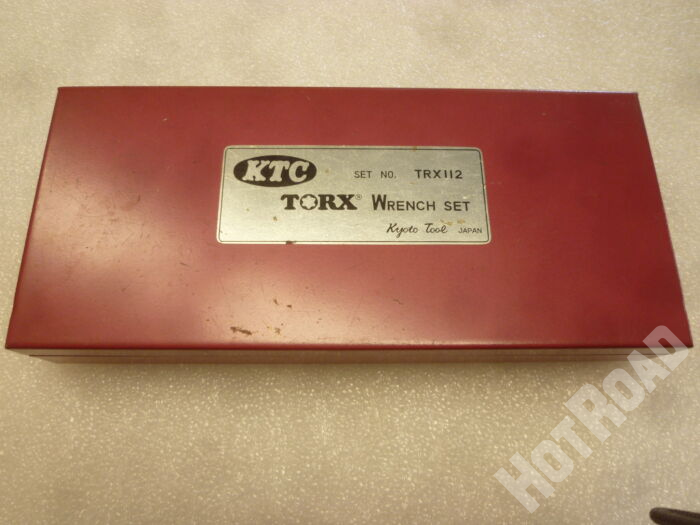 KTC SET NO. TRX112
TORX® WRENCH SET
Kyoto Tool JAPAN
HOTROAD